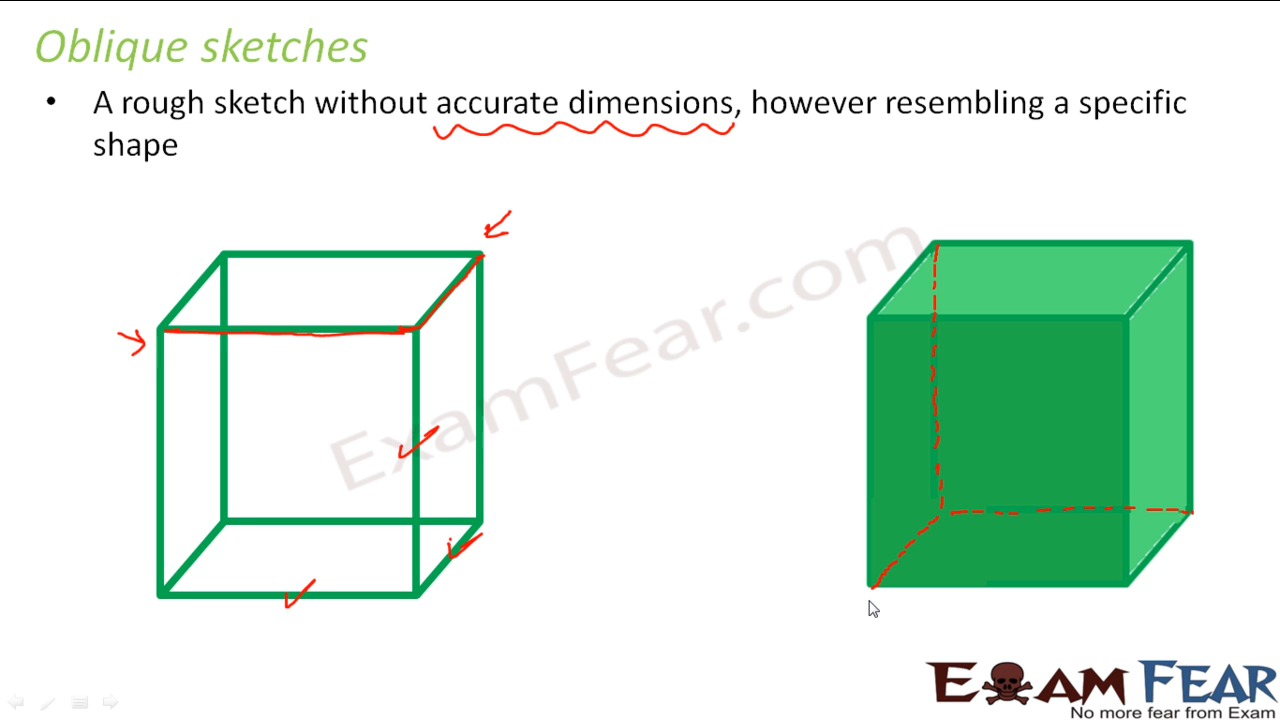 Oblique sketches
• A rough sketch without accurate dimensions, however resembling a specific
shape
ExamFear.com
EXAM FEAR
No more fear from Exam